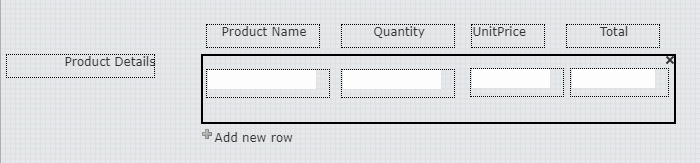 Product Name Quantity UnitPrice Total
Product Details
Add new row